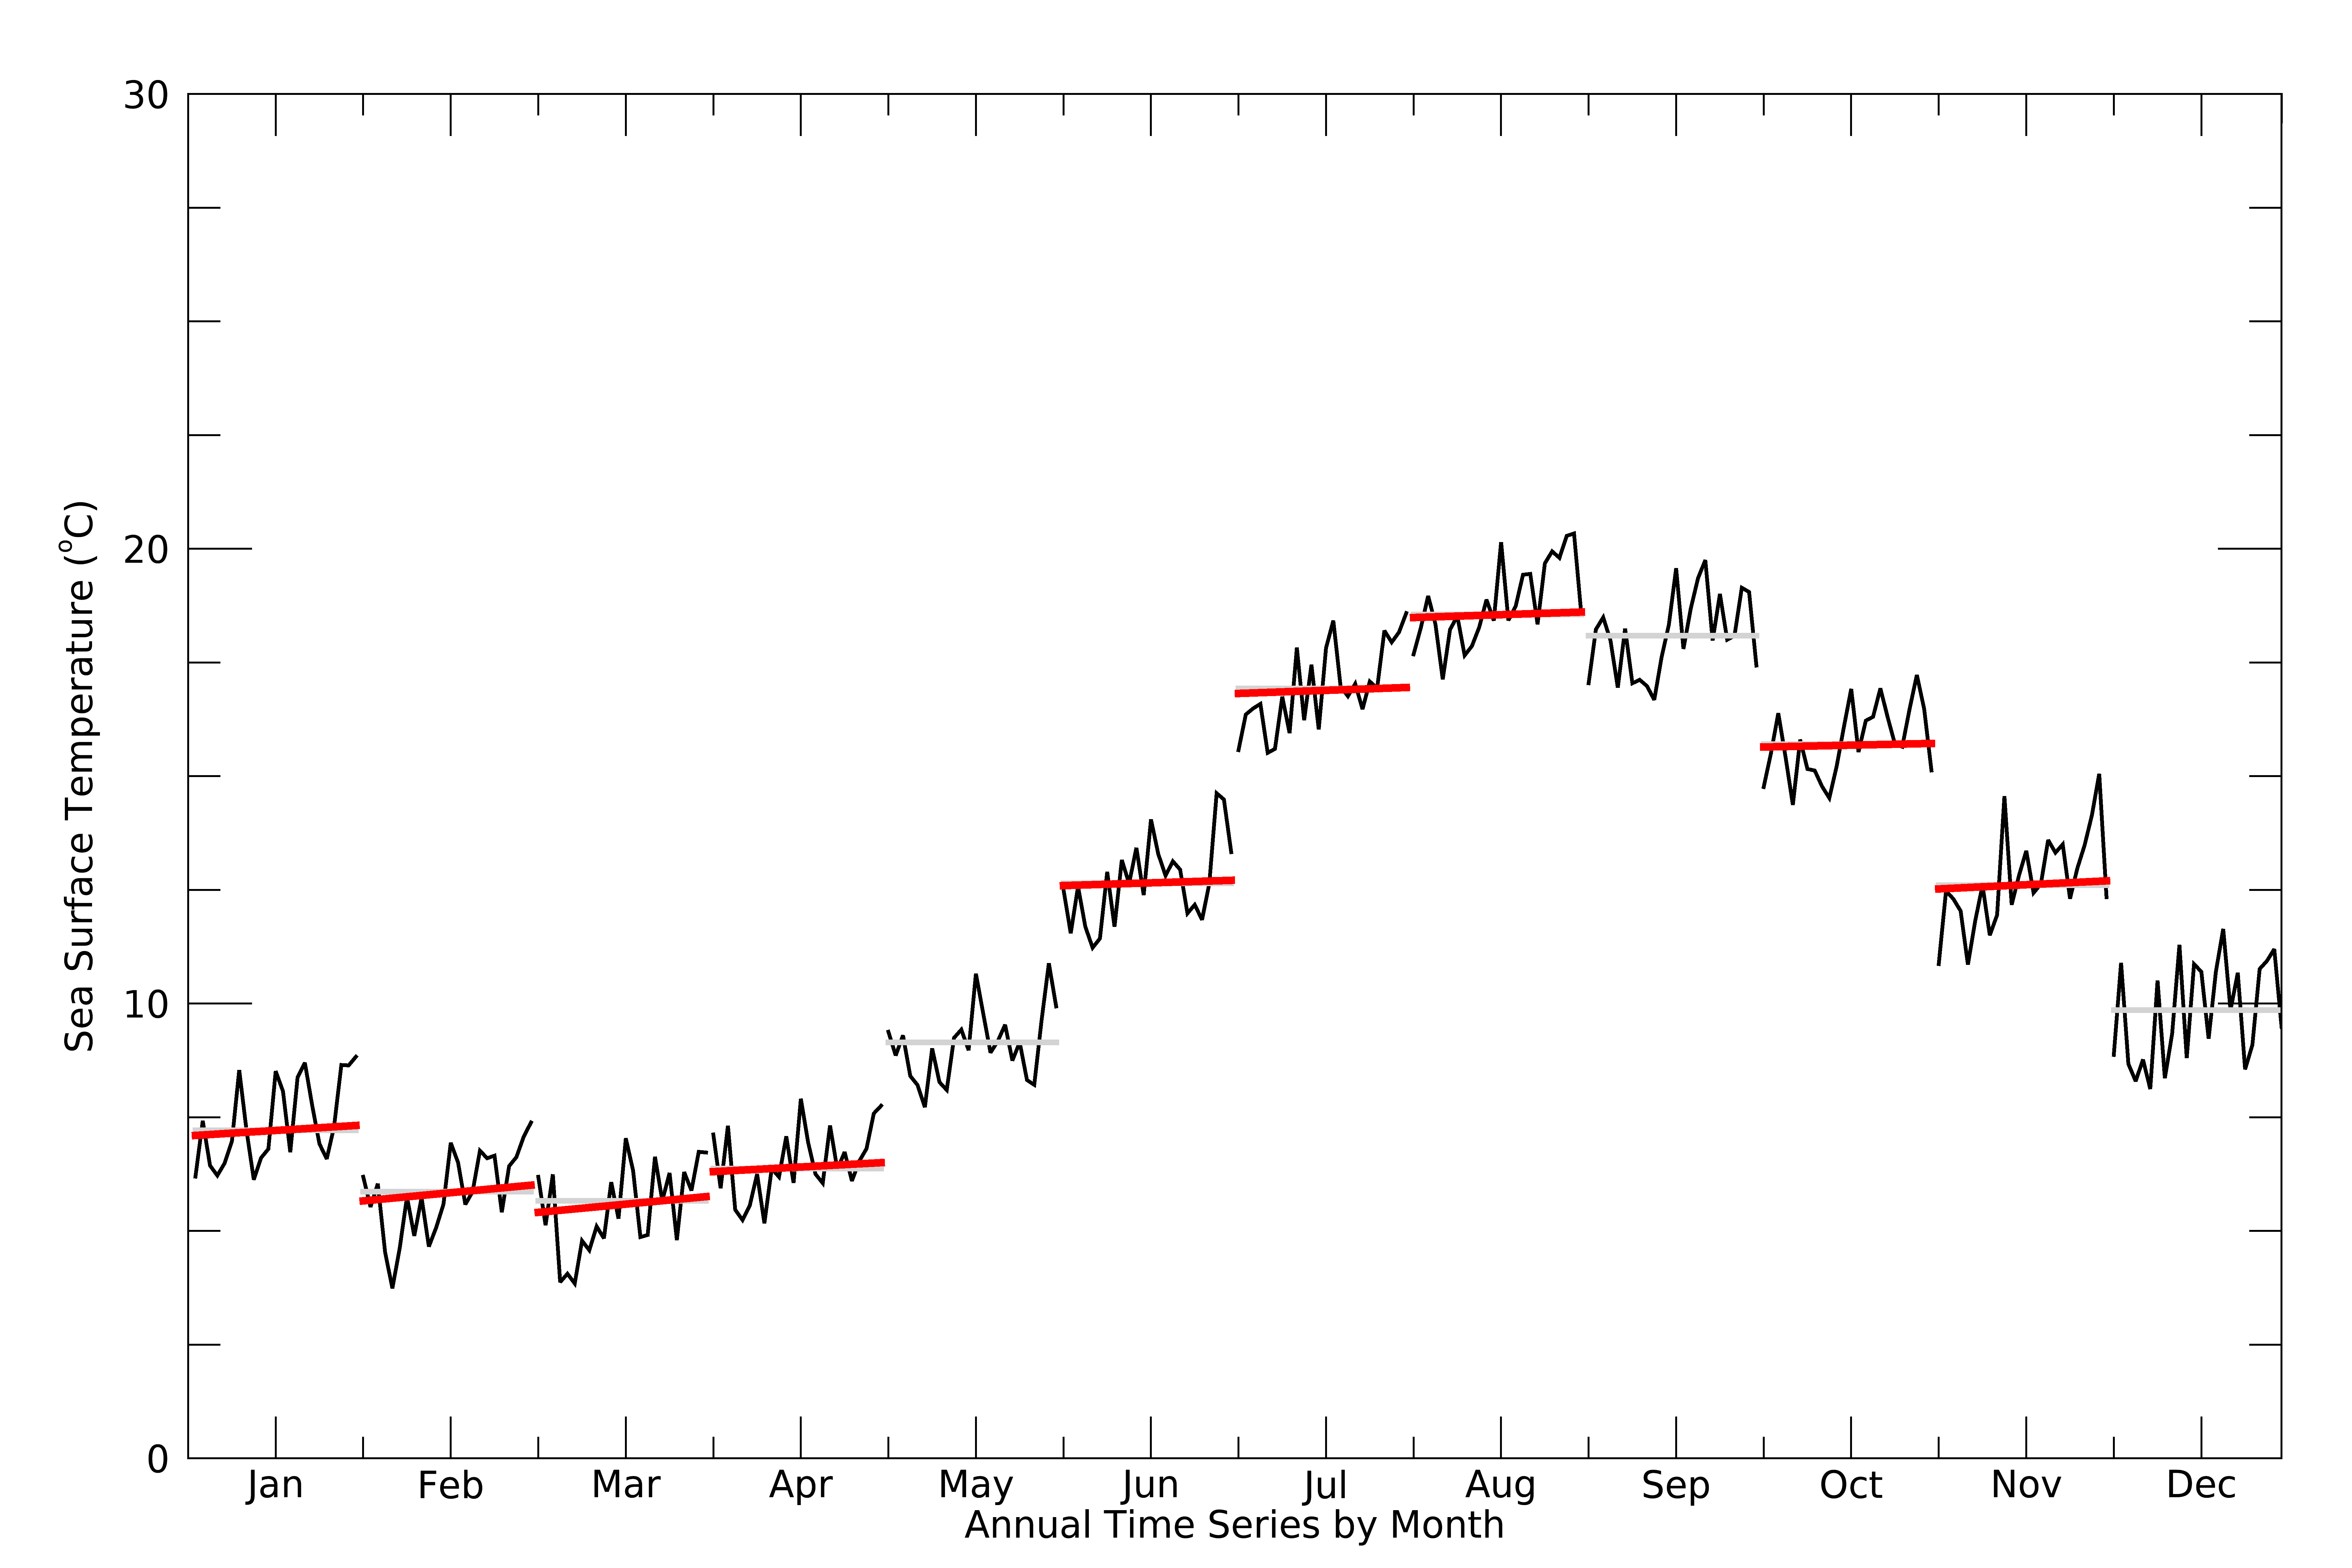 30
20
10
0
Sea Surface Temperature (°C)
Jan Feb Mar Apr May Jun Jul Aug Sep Oct Nov Dec
Annual Time Series by Month